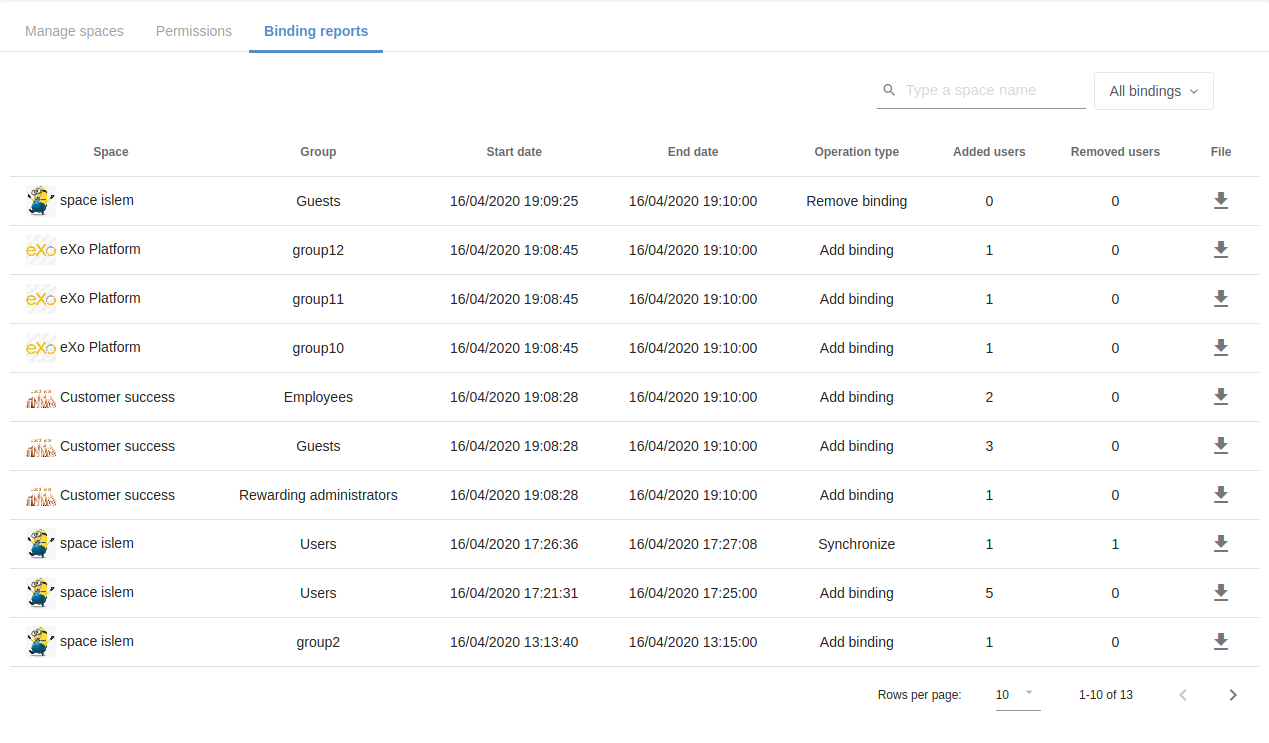 Manage spaces Permissions Binding reports
Type a space name All bindings
Space Group Start date End date Operation type Added users Removed users File
space islem Guests 16/04/2020 19:09:25 16/04/2020 19:10:00 Remove binding 0 0
eXo eXo Platform group12 16/04/2020 19:08:45 16/04/2020 19:10:00 Add binding 1 0
eXo eXo Platform group11 16/04/2020 19:08:45 16/04/2020 19:10:00 Add binding 1 0
eXo eXo Platform group10 16/04/2020 19:08:45 16/04/2020 19:10:00 Add binding 1 0
Customer success Employees 16/04/2020 19:08:28 16/04/2020 19:10:00 Add binding 2 0
Customer success Guests 16/04/2020 19:08:28 16/04/2020 19:10:00 Add binding 3 0
Customer success Rewarding administrators 16/04/2020 19:08:28 16/04/2020 19:10:00 Add binding 1 0
space islem Users 16/04/2020 17:26:36 16/04/2020 17:27:08 Synchronize 1 1
space islem Users 16/04/2020 17:21:31 16/04/2020 17:25:00 Add binding 5 0
space islem group2 16/04/2020 13:13:40 16/04/2020 13:15:00 Add binding 1 0
Rows per page: 10 1-10 of 13